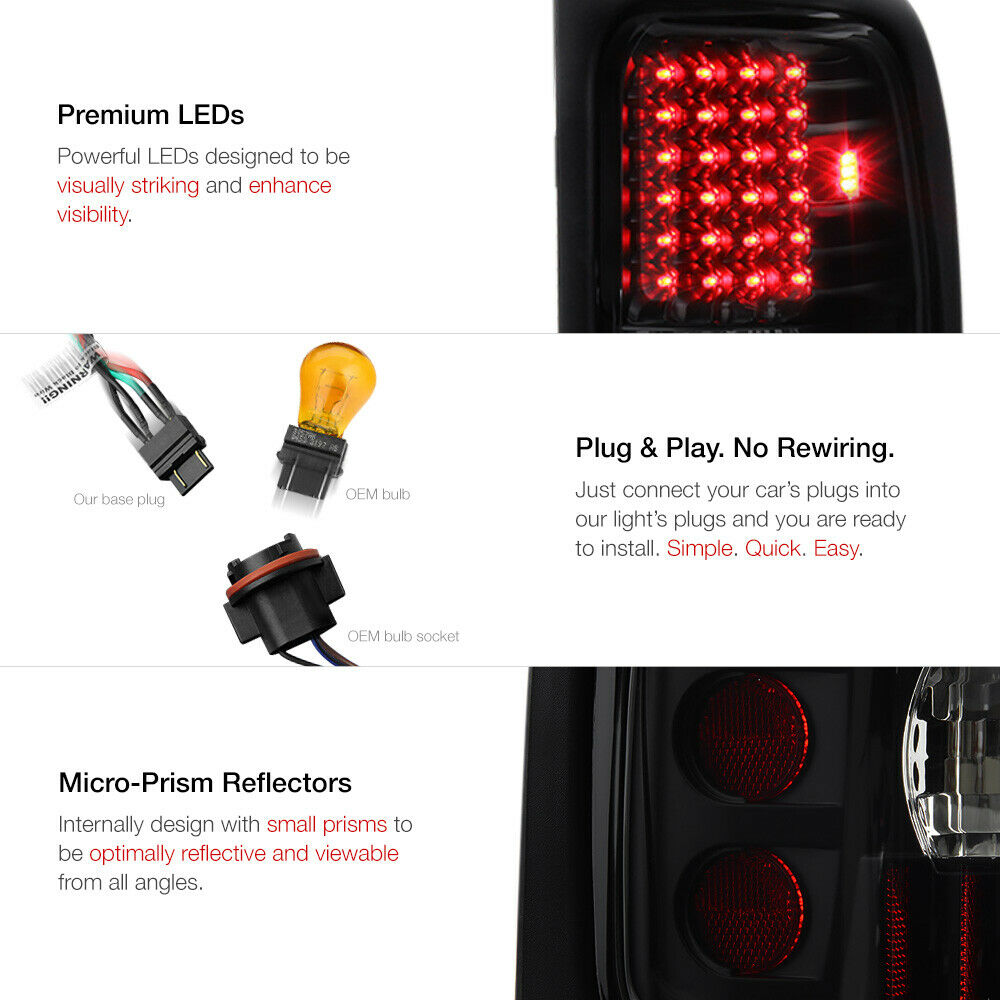 Premium LEDs
Powerful LEDs designed to be
visually striking and enhance
visibility.
WARNING!!
Our base plug
OEM bulb
Plug & Play. No Rewiring.
Just connect your car's plugs into
our light's plugs and you are ready
to install. Simple. Quick. Easy.
OEM bulb socket
Micro-Prism Reflectors
Internally design with small prisms to
be optimally reflective and viewable
from all angles.